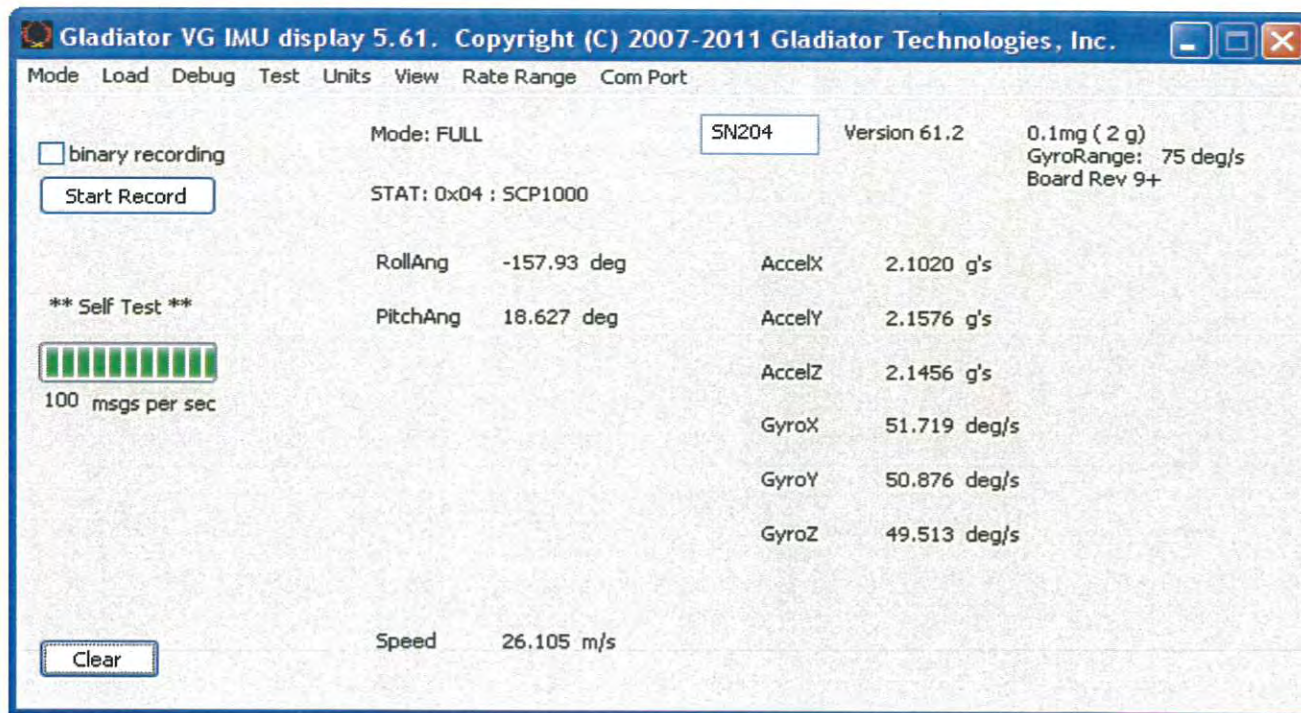 Gladiator VG IMU display 5.61. Copyright (C) 2007-2011 Gladiator Technologies, Inc.
Mode Load Debug Test Units View Rate Range Com Port
binary recording
Start Record
Mode: FULL
SN204
Version 61.2
0.1mg ( 2 g)
GyroRange: 75 deg/s
Board Rev 9+
STAT: 0x04 : SCP1000
** Self Test **
100 msgs per sec
RollAng -157.93 deg
PitchAng 18.627 deg
AccelX 2.1020 g's
AccelY 2.1576 g's
AccelZ 2.1456 g's
GyroX 51.719 deg/s
GyroY 50.876 deg/s
GyroZ 49.513 deg/s
Speed 26.105 m/s
Clear